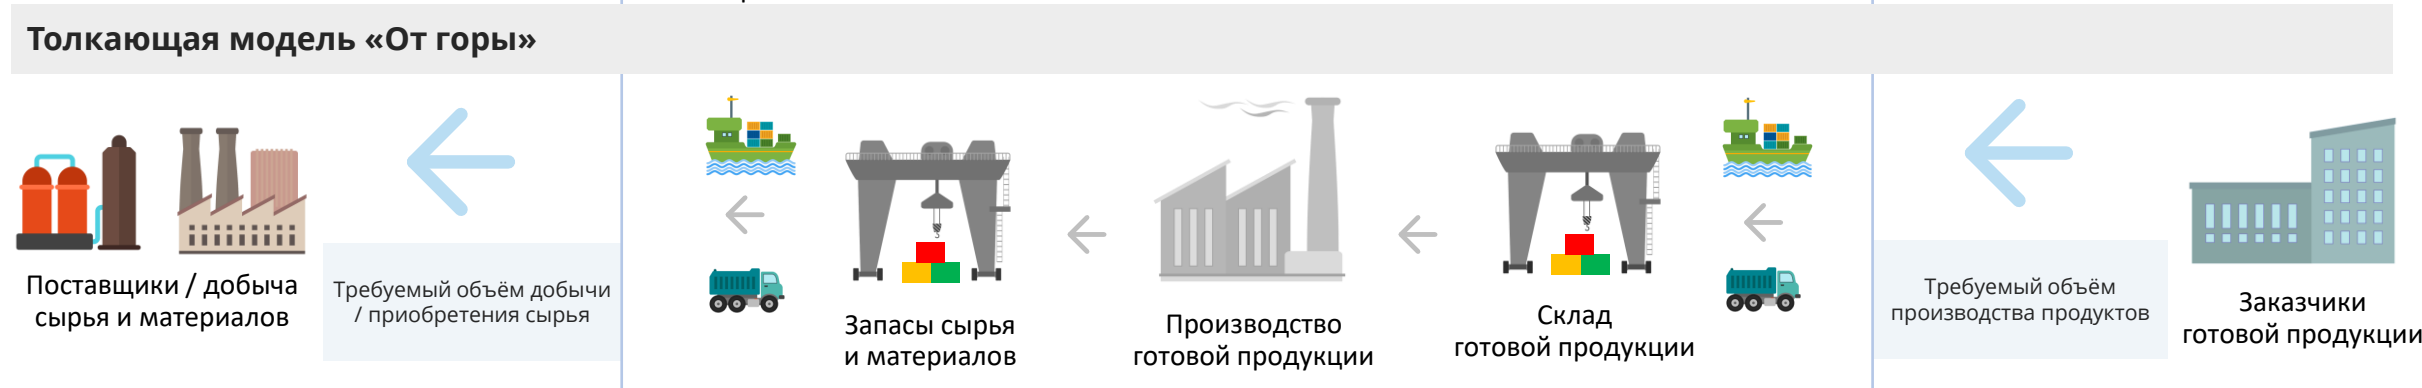 Толкающая модель «От горы»
Поставщики / добыча
сырья и материалов
Требуемый объём добычи
/ приобретения сырья
Запасы сырья
и материалов
Производство
готовой продукции
Склад
готовой продукции
Требуемый объём
производства продуктов
Заказчики
готовой продукции